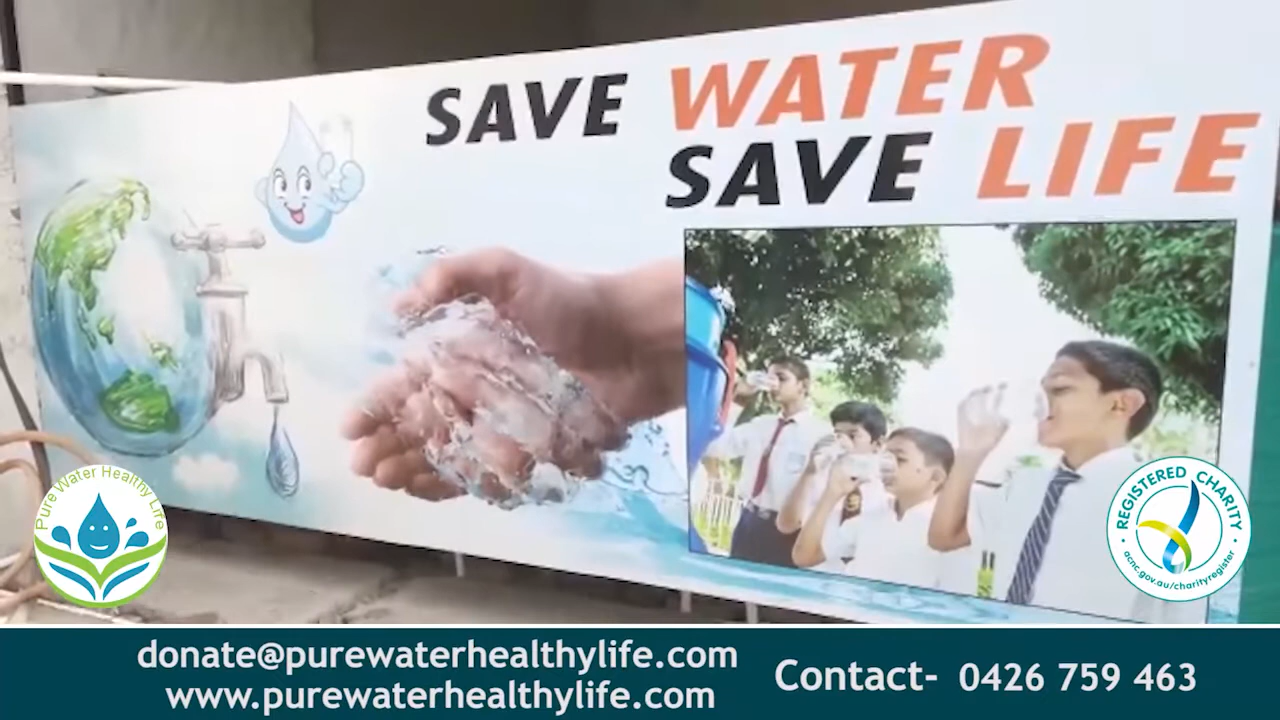 SAVE WATER
SAVE LIFE
Pure Water Healthy Life
REGISTERED CHARITY
acnc.gov.au/charityregister
donate@purewaterhealthylife.com
www.purewaterhealthylife.com
Contact- 0426 759 463